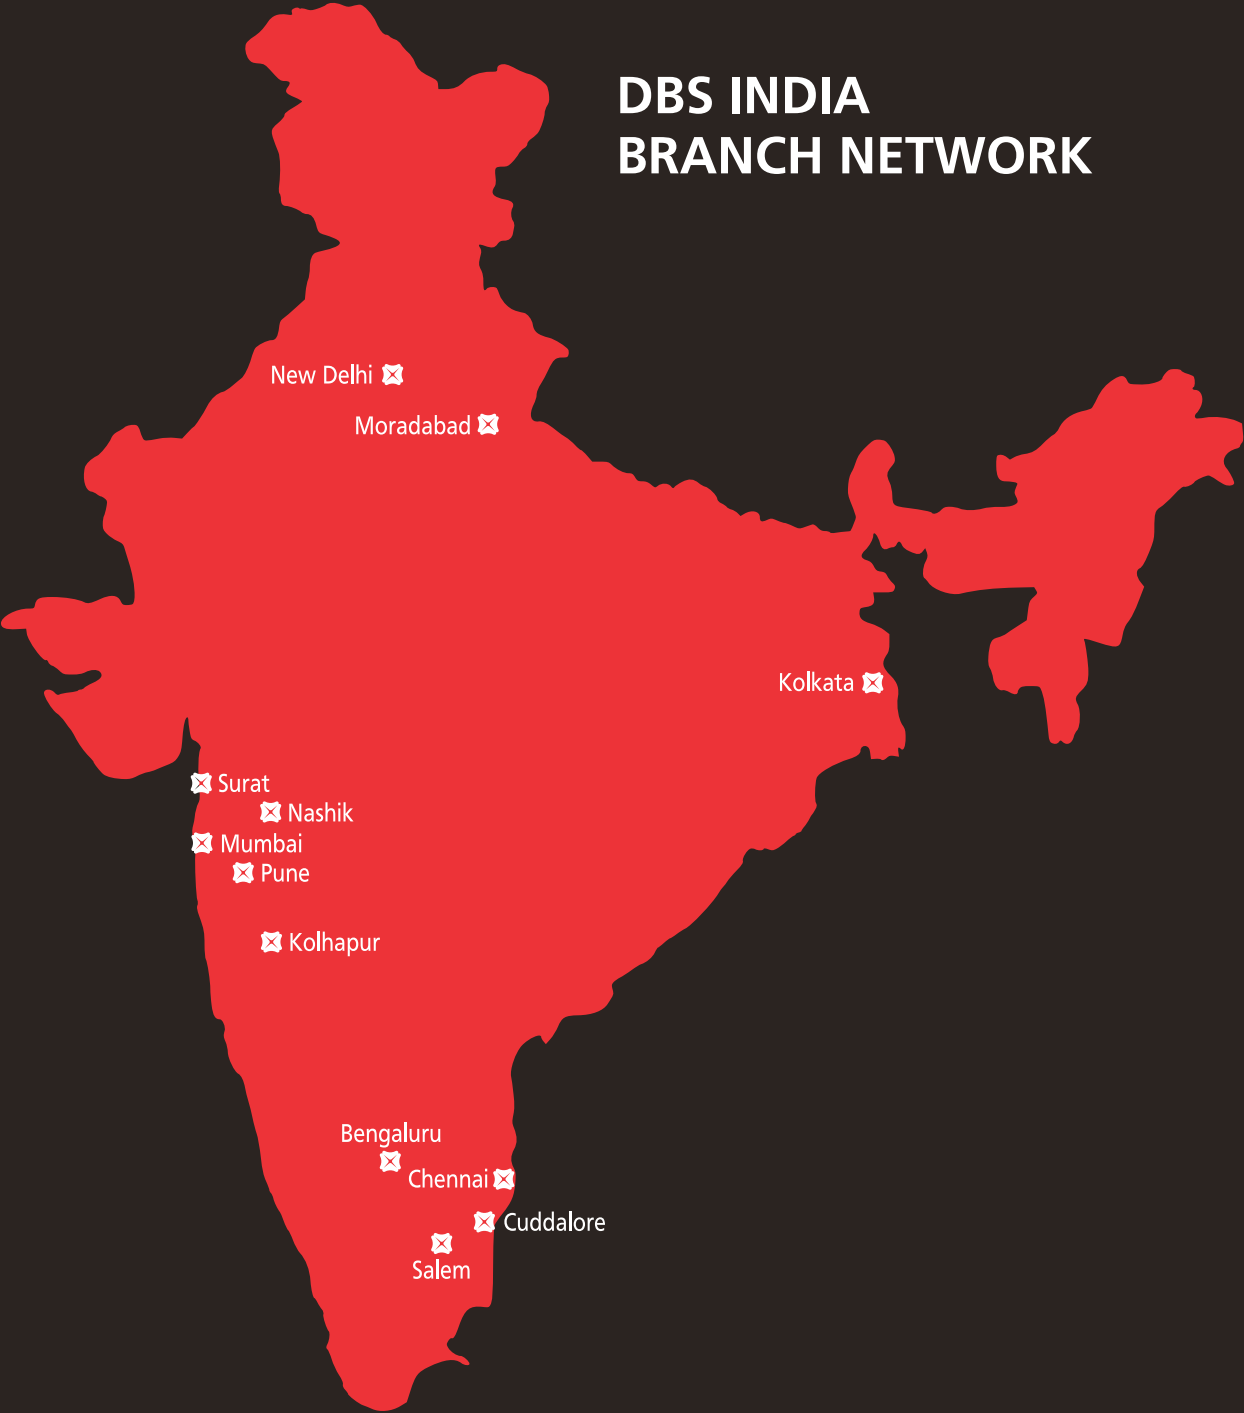 DBS INDIA
BRANCH NETWORK
New Delhi
Moradabad
Kolkata
Surat
Nashik
Mumbai
Pune
Kolhapur
Bengaluru
Chennai
Cuddalore
Salem